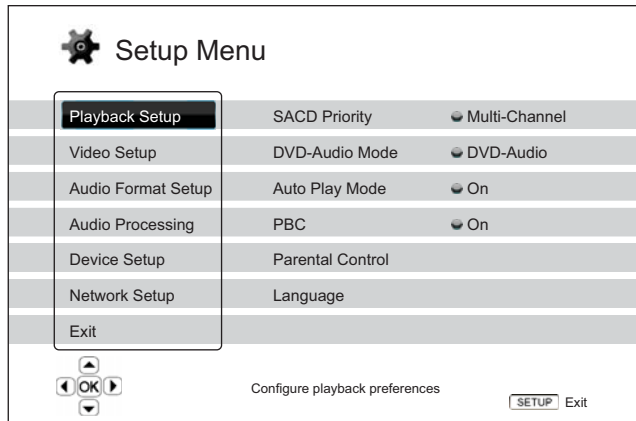 Setup Menu
Playback Setup SACD Priority Multi-Channel
Video Setup DVD-Audio Mode DVD-Audio
Audio Format Setup Auto Play Mode On
Audio Processing PBC On
Device Setup Parental Control
Network Setup Language
Exit
OK Configure playback preferences SETUP Exit